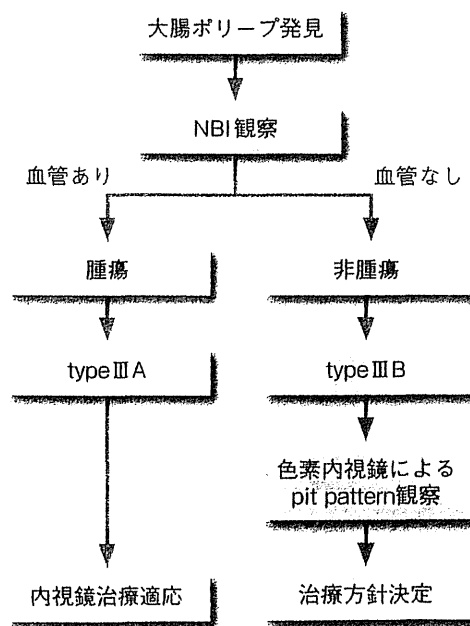 大腸ポリープ発見
NBI観察
血管あり
血管なし
腫瘍
非腫瘍
typeⅢA
typeⅢB
色素内視鏡による
pit pattern観察
内視鏡治療適応
治療方針決定